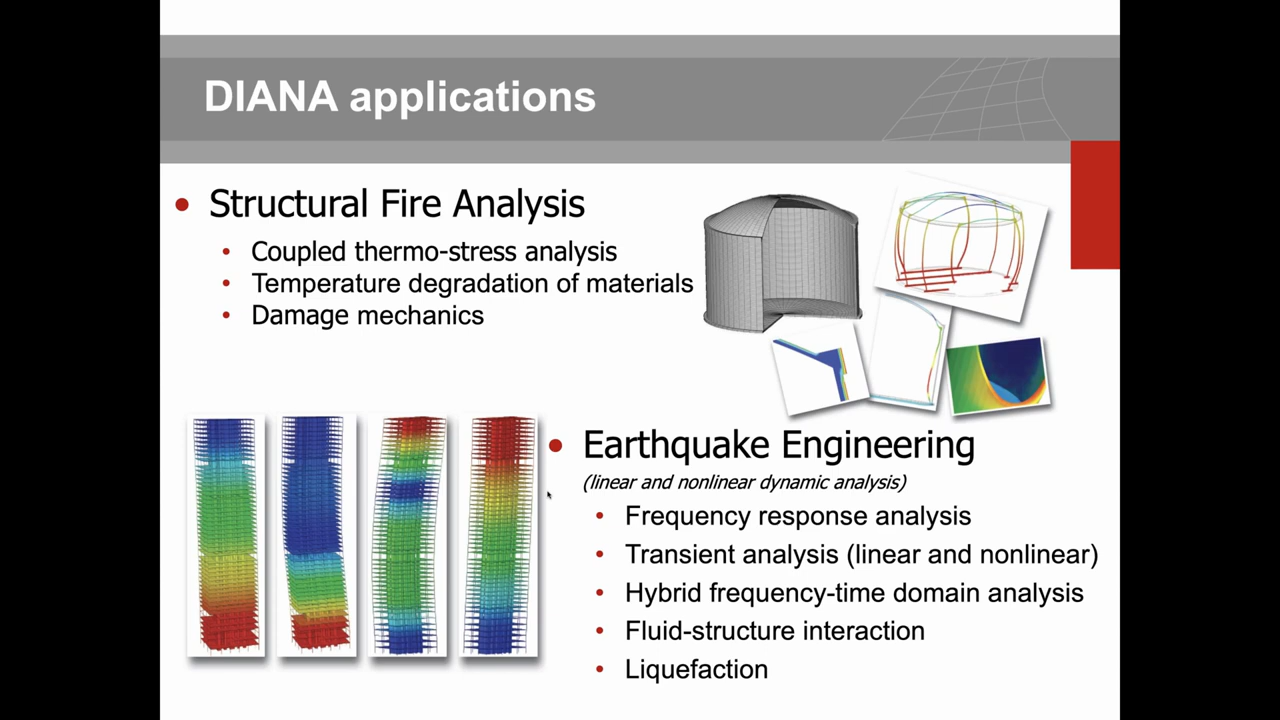 DIANA applications
• Structural Fire Analysis
• Coupled thermo-stress analysis
• Temperature degradation of materials
• Damage mechanics
• Earthquake Engineering
(linear and nonlinear dynamic analysis)
• Frequency response analysis
• Transient analysis (linear and nonlinear)
• Hybrid frequency-time domain analysis
• Fluid-structure interaction
• Liquefaction